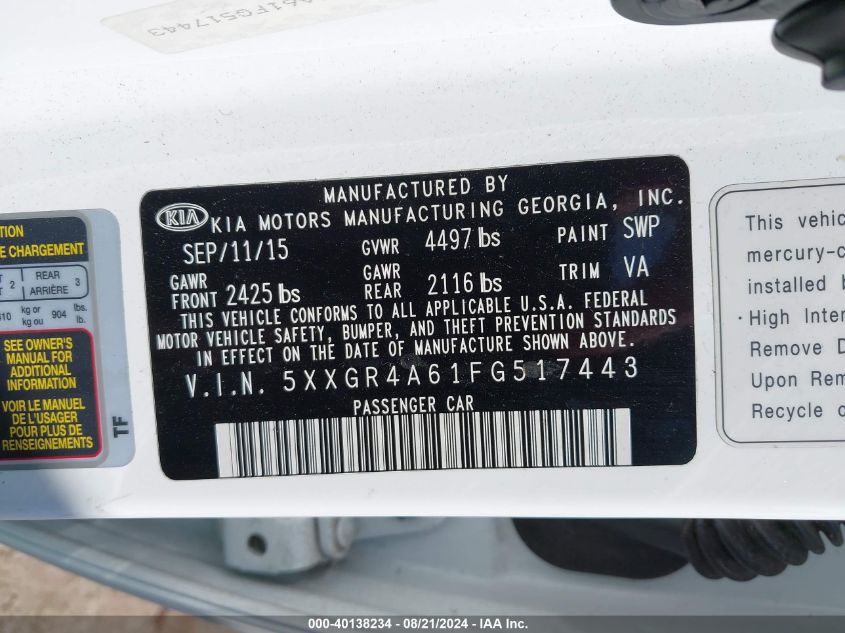 A61FG517443
MANUFACTURED BY
KIA KIA MOTORS MANUFACTURING GEORGIA, INC.
SEP/11/15 GVWR 4497 lbs PAINT SWP
GAWR FRONT 2425 lbs GAWR REAR 2116 lbs TRIM VA
THIS VEHICLE CONFORMS TO ALL APPLICABLE U.S.A. FEDERAL
MOTOR VEHICLE SAFETY, BUMPER, AND THEFT PREVENTION STANDARDS
IN EFFECT ON THE DATE OF MANUFACTURE SHOWN ABOVE.
V.I.N. 5XXGR4A61FG517443
PASSENGER CAR
CHARGEMENT
2 REAR ARRIÈRE 3
kg or kg ou 904 lbs. lb.
SEE OWNER'S
MANUAL FOR
ADDITIONAL
INFORMATION
VOIR LE MANUEL
DE L'USAGER
POUR PLUS DE
RENSEIGNEMENTS
TF
This vehic
mercury-c
installed b
· High Inter
Remove D
Upon Rem
Recycle o
000-40138234 - 08/21/2024 - IAA Inc.